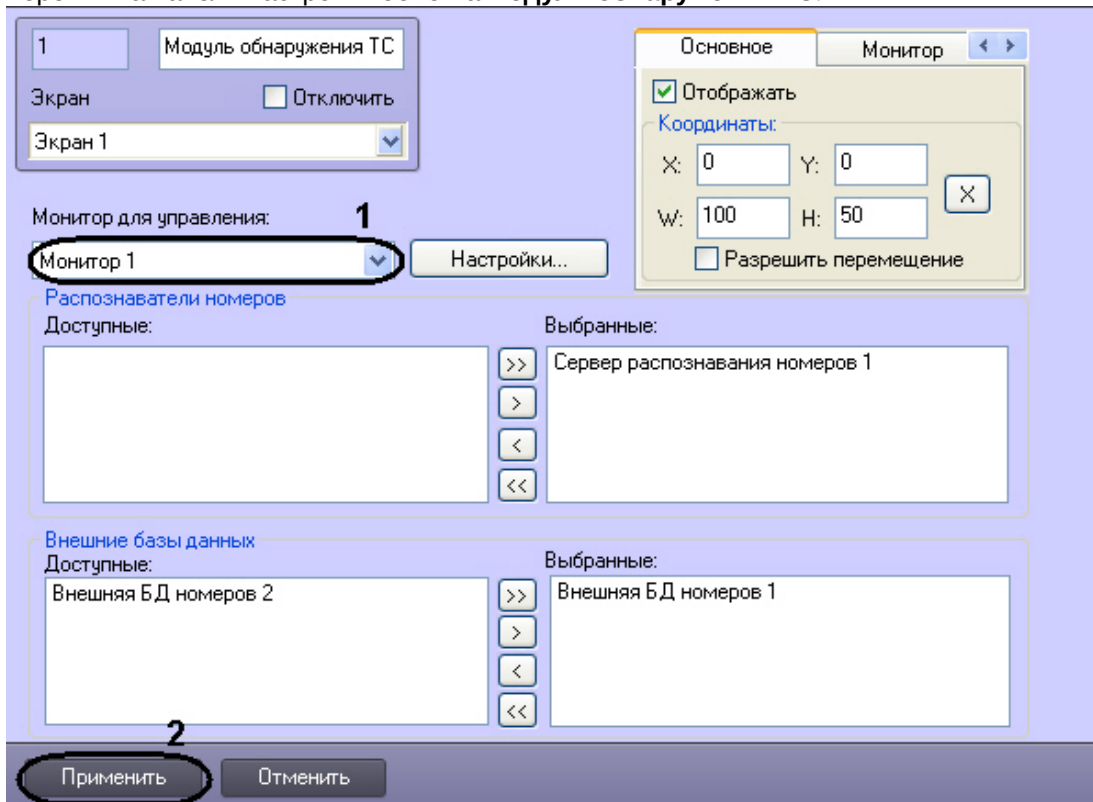 1 Модуль обнаружения ТС
Экран Отключить
Экран 1
Основное Монитор
Отображать
Координаты:
X: 0 Y: 0
X
W: 100 H: 50
Разрешить перемещение
Монитор для управления: 1
Монитор 1 Настройки...
Распознаватели номеров
Доступные: Выбранные:
Сервер распознавания номеров 1
>>
>
<
<<
Внешние базы данных
Доступные: Выбранные:
Внешняя БД номеров 2 >> Внешняя БД номеров 1
>
<
<<
2
Применить Отменить